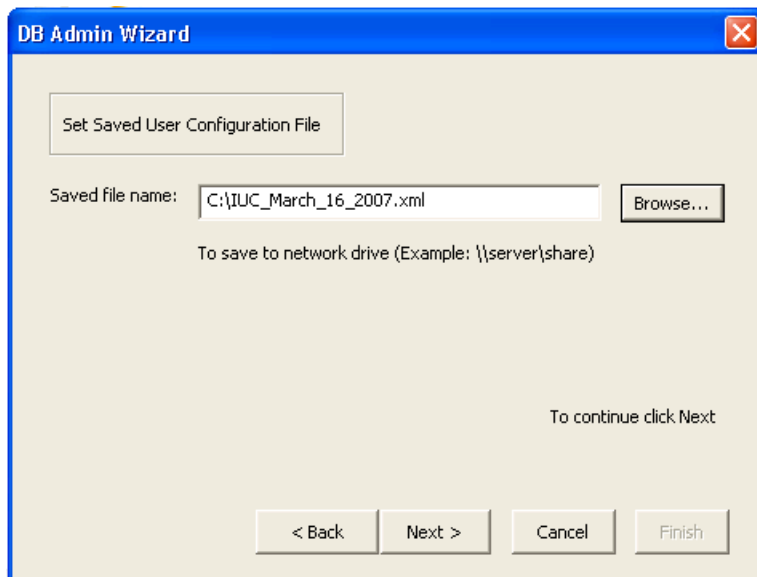 DB Admin Wizard
Set Saved User Configuration File
Saved file name: C:\IUC_March_16_2007.xml Browse...
To save to network drive (Example: \\server\share)
To continue click Next
< Back Next > Cancel Finish